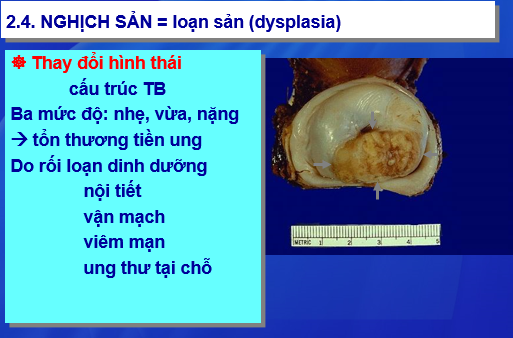 2.4. NGHỊCH SẢN = loạn sản (dysplasia)
Thay đổi hình thái
cấu trúc TB
Ba mức độ: nhẹ, vừa, nặng
→ tổn thương tiền ung
Do rối loạn dinh dưỡng
nội tiết
vận mạch
viêm mạn
ung thư tại chỗ
METRIC 1 2 3 4 5